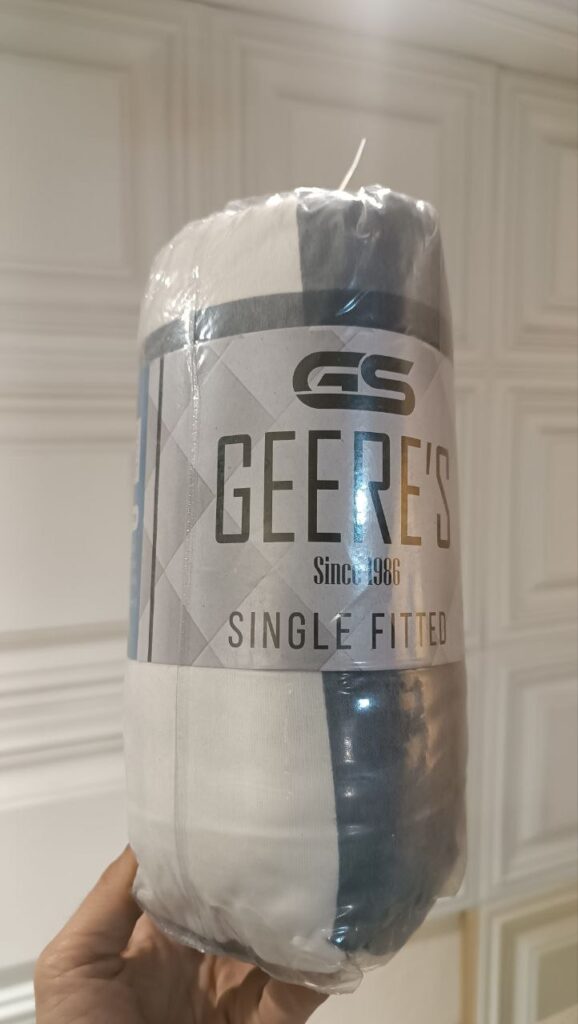 GS
GEERE'S
Since 1986
SINGLE FITTED